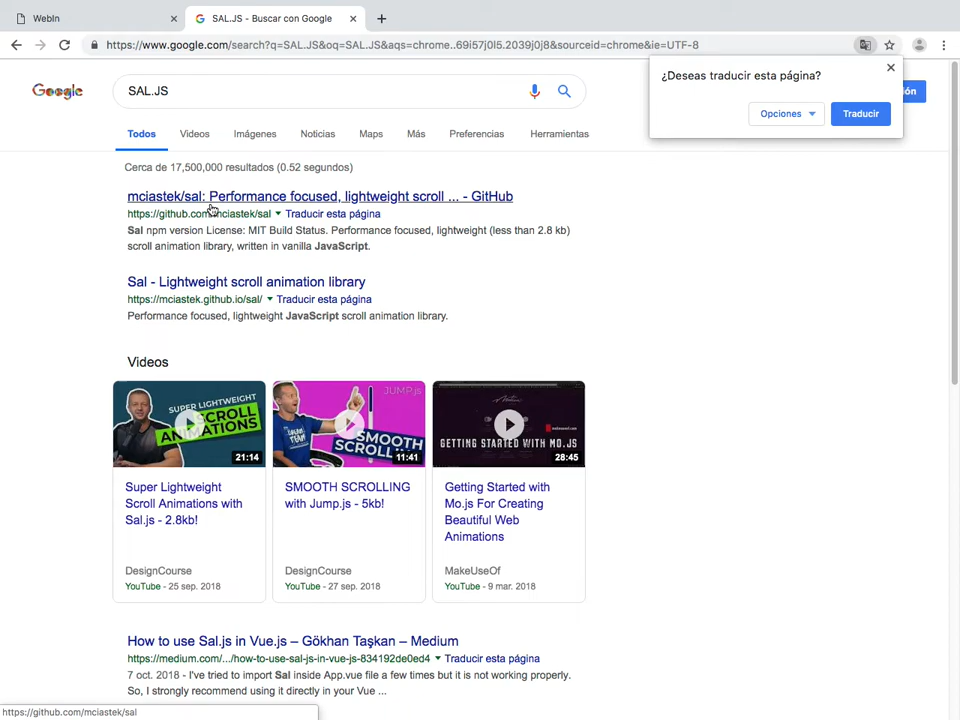 WebIn
SAL.JS - Buscar con Google
https://www.google.com/search?q=SAL.JS&oq=SAL.JS&aqs=chrome..69i57j0l5.2039j0j8&sourceid=chrome&ie=UTF-8
¿Deseas traducir esta página?
Opciones
Traducir
Google
SAL.JS
Todos
Videos
Imágenes
Noticias
Maps
Más
Preferencias
Herramientas
Cerca de 17,500,000 resultados (0.52 segundos)
mciastek/sal: Performance focused, lightweight scroll ... - GitHub
https://github.com/mciastek/sal Traducir esta página
Sal npm version License: MIT Build Status. Performance focused, lightweight (less than 2.8 kb)
scroll animation library, written in vanilla JavaScript.
Sal - Lightweight scroll animation library
https://mciastek.github.io/sal/ Traducir esta página
Performance focused, lightweight JavaScript scroll animation library.
Videos
SUPER LIGHTWEIGHT
SCROLL
ANIMATIONS
21:14
JUMP.js
SMOOTH
SCROLL
11:41
GETTING STARTED WITH MO.JS
28:45
Super Lightweight
Scroll Animations with
Sal.js - 2.8kb!
DesignCourse
YouTube - 25 sep. 2018
SMOOTH SCROLLING
with Jump.js - 5kb!
DesignCourse
YouTube - 27 sep. 2018
Getting Started with
Mo.js For Creating
Beautiful Web
Animations
MakeUseOf
YouTube - 9 mar. 2018
How to use Sal.js in Vue.js – Gökhan Taşkan – Medium
https://medium.com/.../how-to-use-sal-js-in-vue-js-834192de0ed4 Traducir esta página
7 oct. 2018 - I've tried to import Sal inside App.vue file a few times but it is not working properly.
So, I strongly recommend using it directly in your Vue ...
https://github.com/mciastek/sal